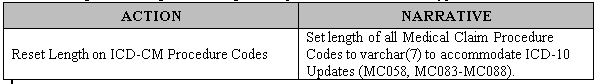 ACTION NARRATIVE
Reset Length on ICD-CM Procedure Codes
Set length of all Medical Claim Procedure
Codes to varchar(7) to accommodate ICD-10
Updates (MC058, MC083-MC088).